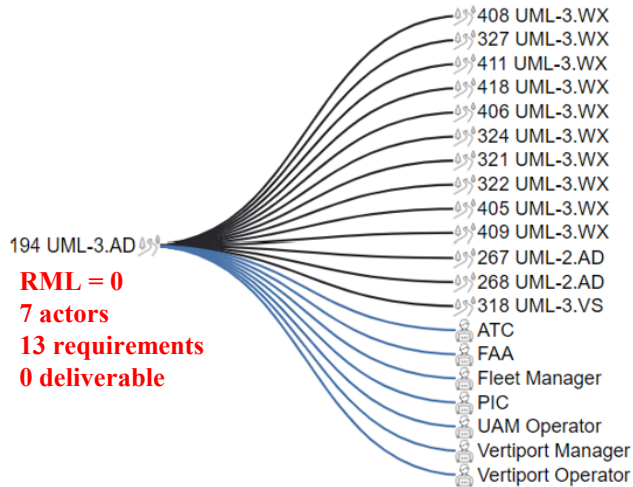 408 UML-3.WX
327 UML-3.WX
411 UML-3.WX
418 UML-3.WX
406 UML-3.WX
324 UML-3.WX
321 UML-3.WX
322 UML-3.WX
405 UML-3.WX
409 UML-3.WX
194 UML-3.AD
267 UML-2.AD
268 UML-2.AD
318 UML-3.VS
RML = 0
7 actors
13 requirements
0 deliverable
ATC
FAA
Fleet Manager
PIC
UAM Operator
Vertiport Manager
Vertiport Operator